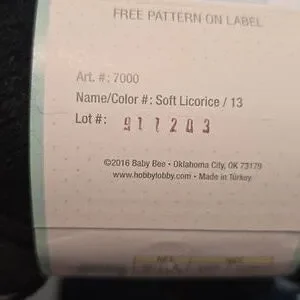 FREE PATTERN ON LABEL
Art. #: 7000
Name/Color #: Soft Licorice / 13
Lot #: 911203
©2016 Baby Bee • Oklahoma City, OK 73179
www.hobbylobby.com • Made in Turkey